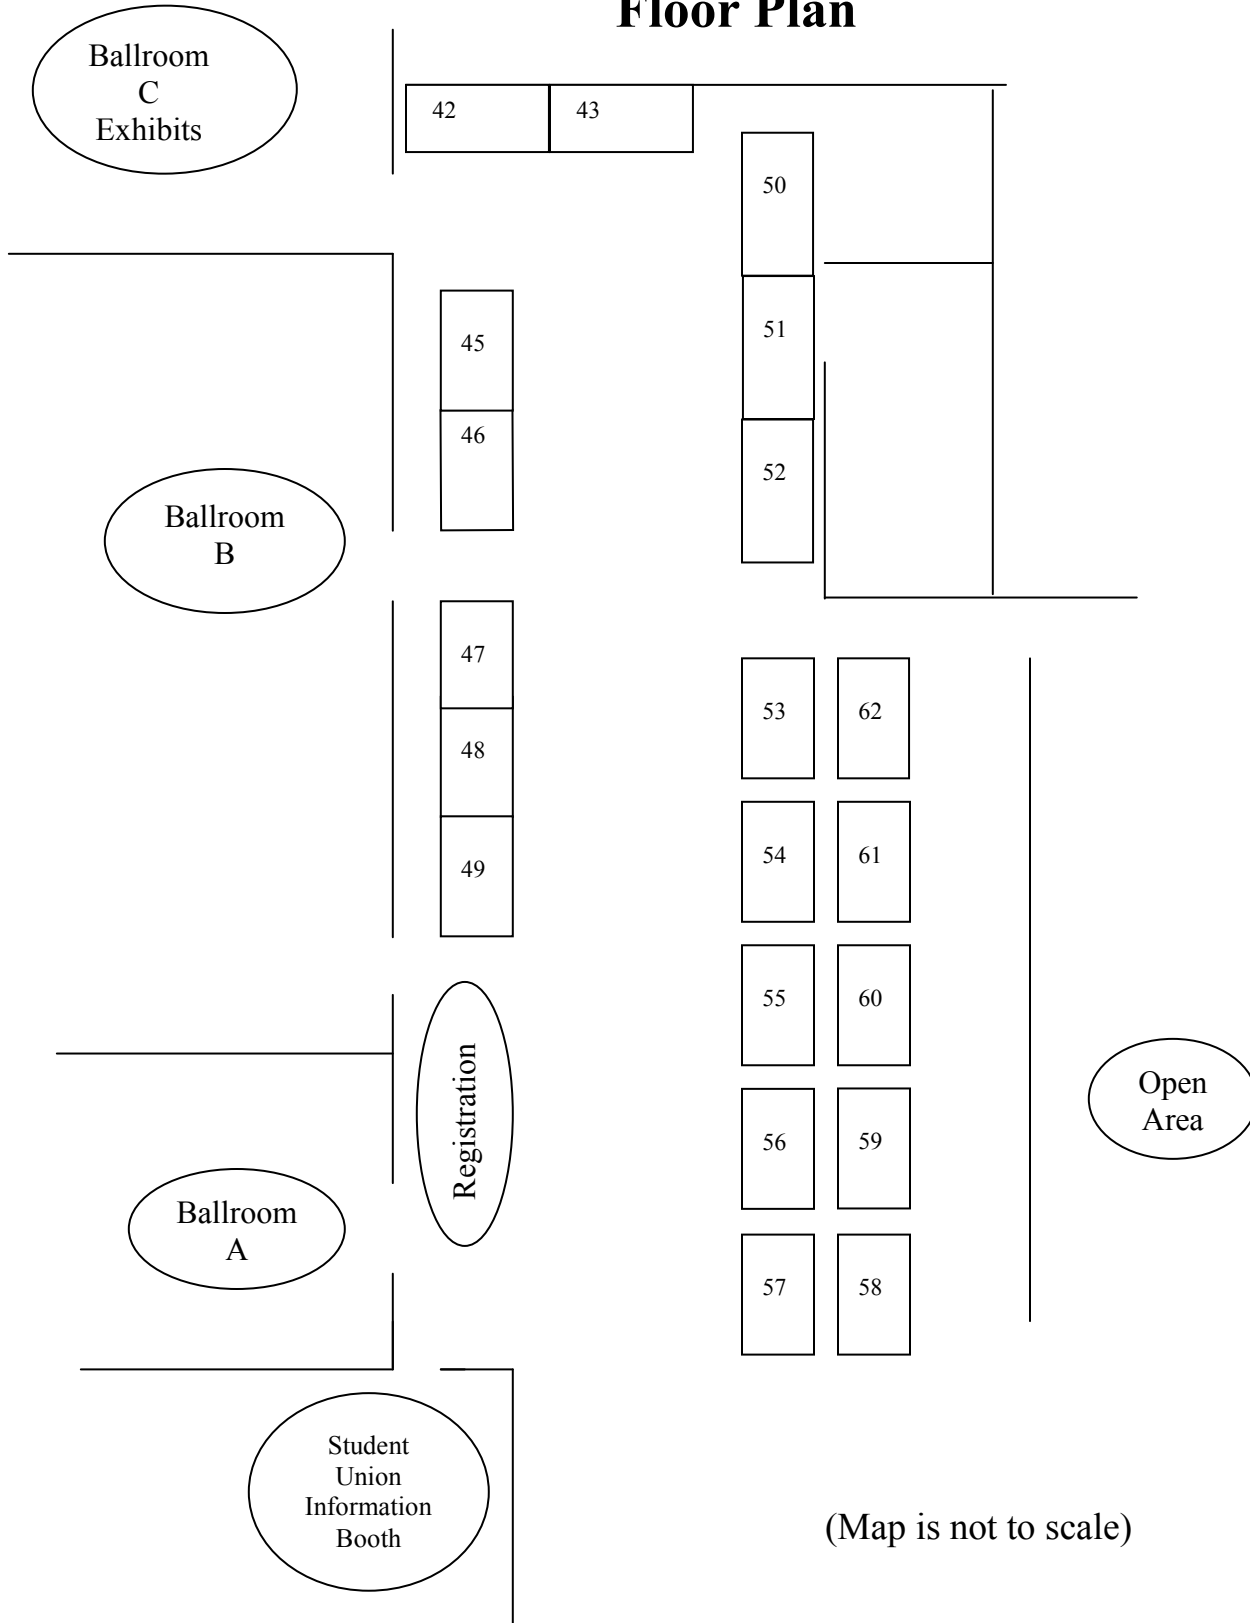 Floor Plan
Ballroom
C
Exhibits
42
43
50
45
51
46
52
Ballroom
B
47
53
62
48
54
61
49
55
60
Registration
Open
Area
56
59
Ballroom
A
57
58
Student
Union
Information
Booth
(Map is not to scale)